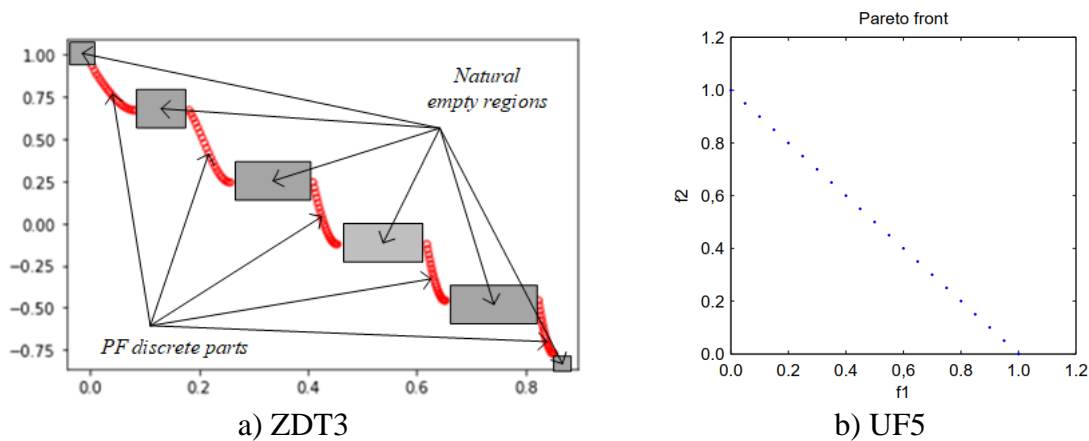 1.00
0.75
0.50
0.25
0.00
−0.25
−0.50
−0.75
0.0 0.2 0.4 0.6 0.8
Natural
empty regions
PF discrete parts
a) ZDT3
Pareto front
1.2
1.0
0.8
0.6
0.4
0.2
0.0
f2
0.0 0.2 0.4 0.6 0.8 1.0 1.2
f1
b) UF5